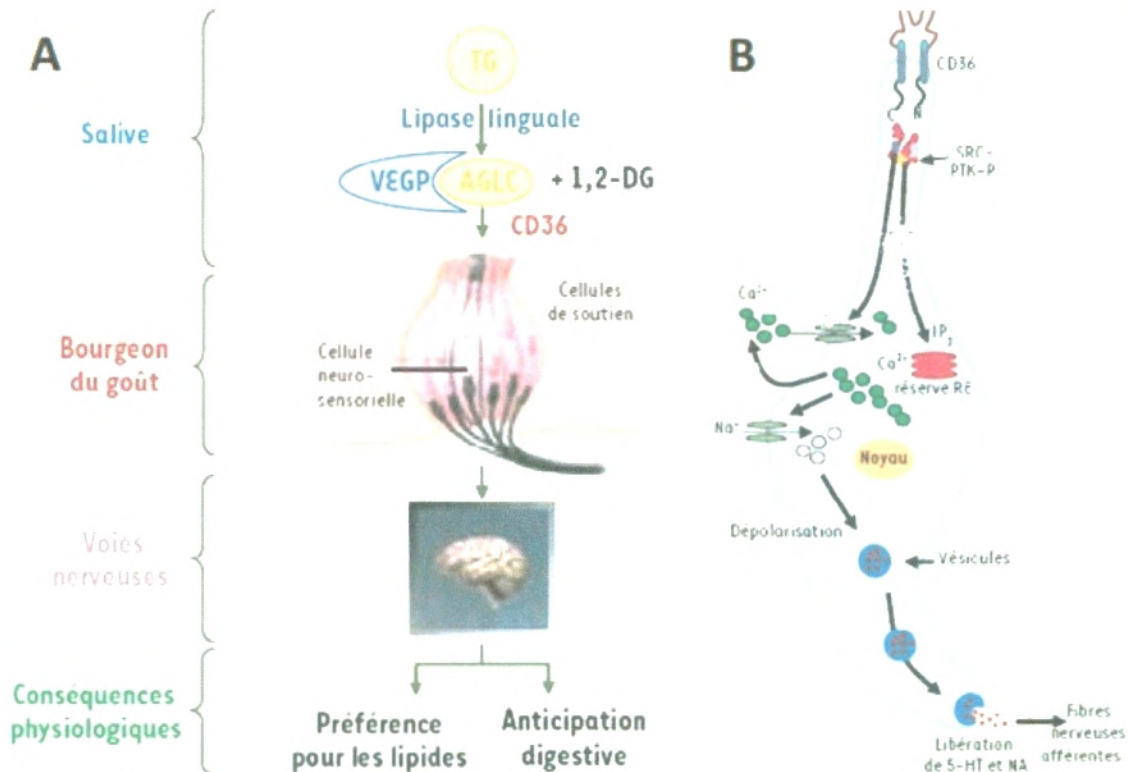 A
TG
Salive
Lipase linguale
VEGP
AGLC
+ 1,2-DG
CD36
Bourgeon
du goût
Cellules
de soutien
Cellule
neuro-
sensorielle
Voies
nerveuses
Conséquences
physiologiques
Préférence
pour les lipides
Anticipation
digestive
B
CD36
C N
SRC-
PTK-P
Ca²⁺
IP₃
Ca²⁺
réserve RE
Na⁺
Noyau
Dépolarisation
Vésicules
Libération
de 5-HT et NA
Fibres
nerveuses
afférentes